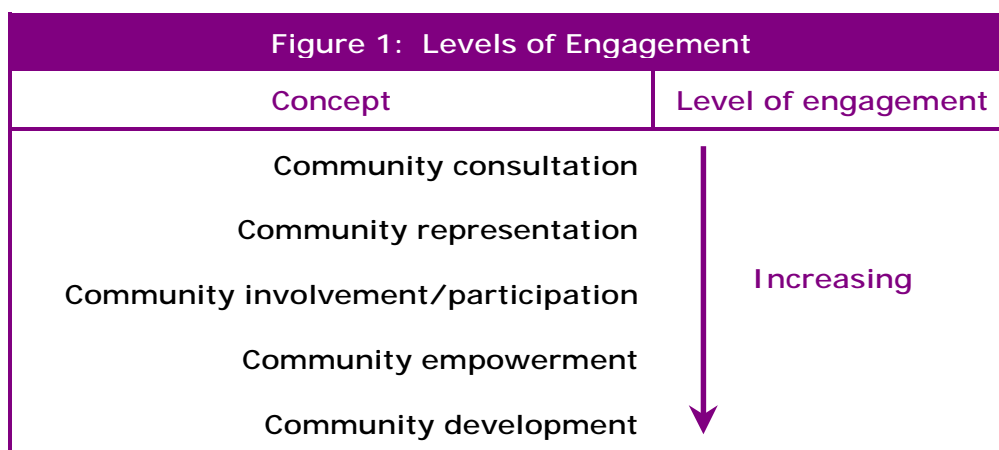 Figure 1: Levels of Engagement
Concept
Level of engagement
Community consultation
Community representation
Community involvement/participation
Community empowerment
Community development
Increasing